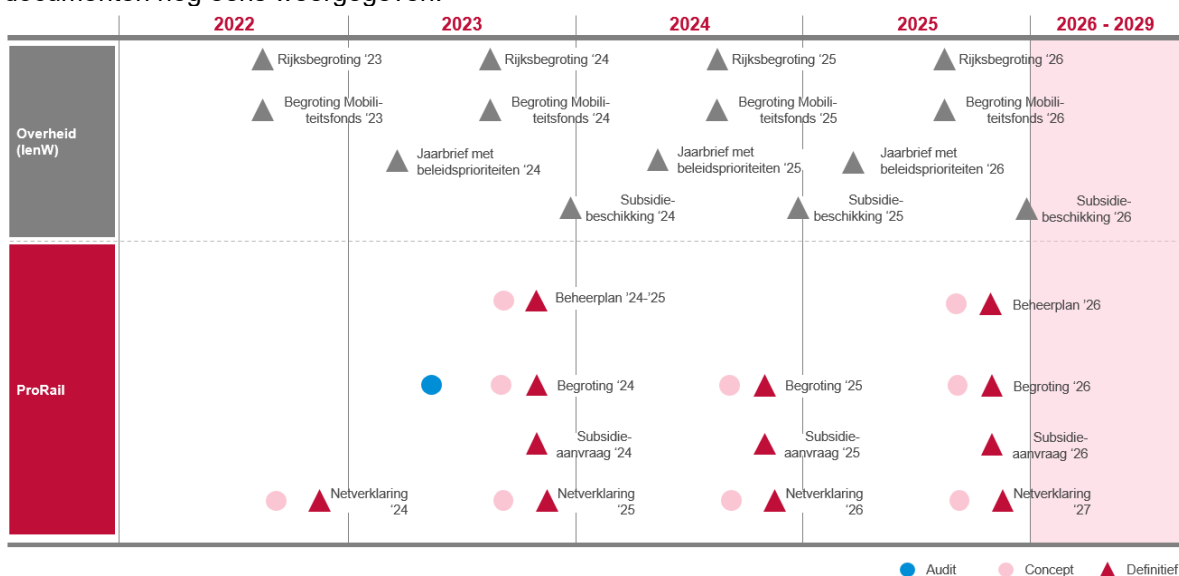 documenten nog eens weergegeven.
2022 2023 2024 2025 2026 - 2029
Rijksbegroting ‘23 Rijksbegroting ‘24 Rijksbegroting ‘25 Rijksbegroting ‘26
Begroting Mobili- Begroting Mobili- Begroting Mobili- Begroting Mobili-
teitsfonds ‘23 teitsfonds ‘24 teitsfonds ‘25 teitsfonds ‘26
Overheid
(IenW)
Jaarbrief met Jaarbrief met Jaarbrief met
beleidsprioriteiten ‘24 beleidsprioriteiten ‘25 beleidsprioriteiten ‘26
Subsidie- Subsidie- Subsidie-
beschikking ‘24 beschikking ‘25 beschikking ‘26
Beheerplan ’24-’25 Beheerplan ’26
ProRail
Begroting ‘24 Begroting ‘25 Begroting ‘26
Subsidie- Subsidie- Subsidie-
aanvraag ‘24 aanvraag ‘25 aanvraag ‘26
Netverklaring Netverklaring Netverklaring Netverklaring
‘24 ‘25 ‘26 ‘27
Audit Concept Definitief